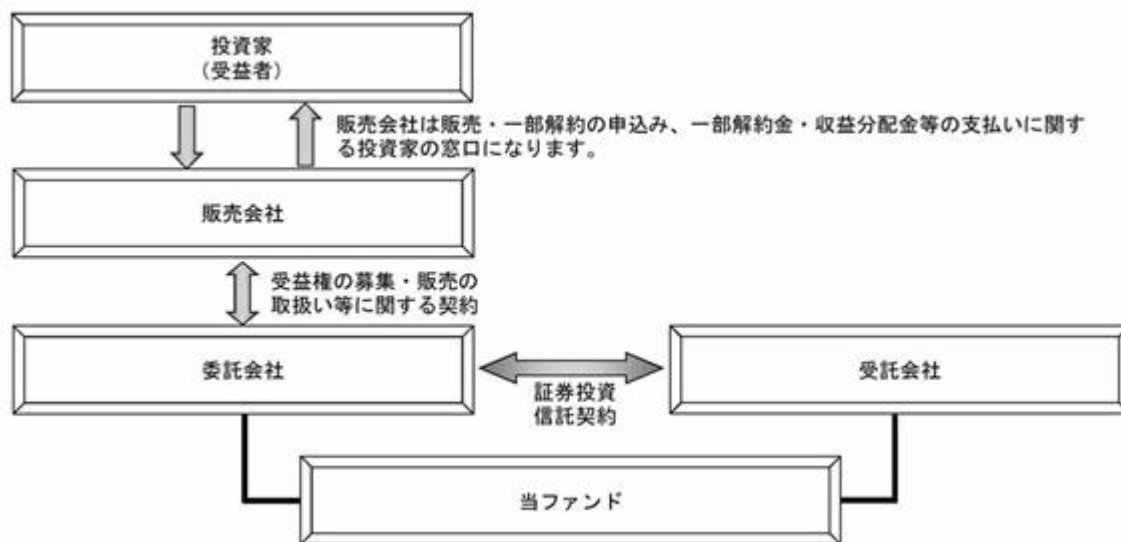 投資家
（受益者）
販売会社は販売・一部解約の申込み、一部解約金・収益分配金等の支払いに関す
る投資家の窓口になります。
販売会社
受益権の募集・販売の
取扱い等に関する契約
委託会社
受託会社
証券投資
信託契約
当ファンド